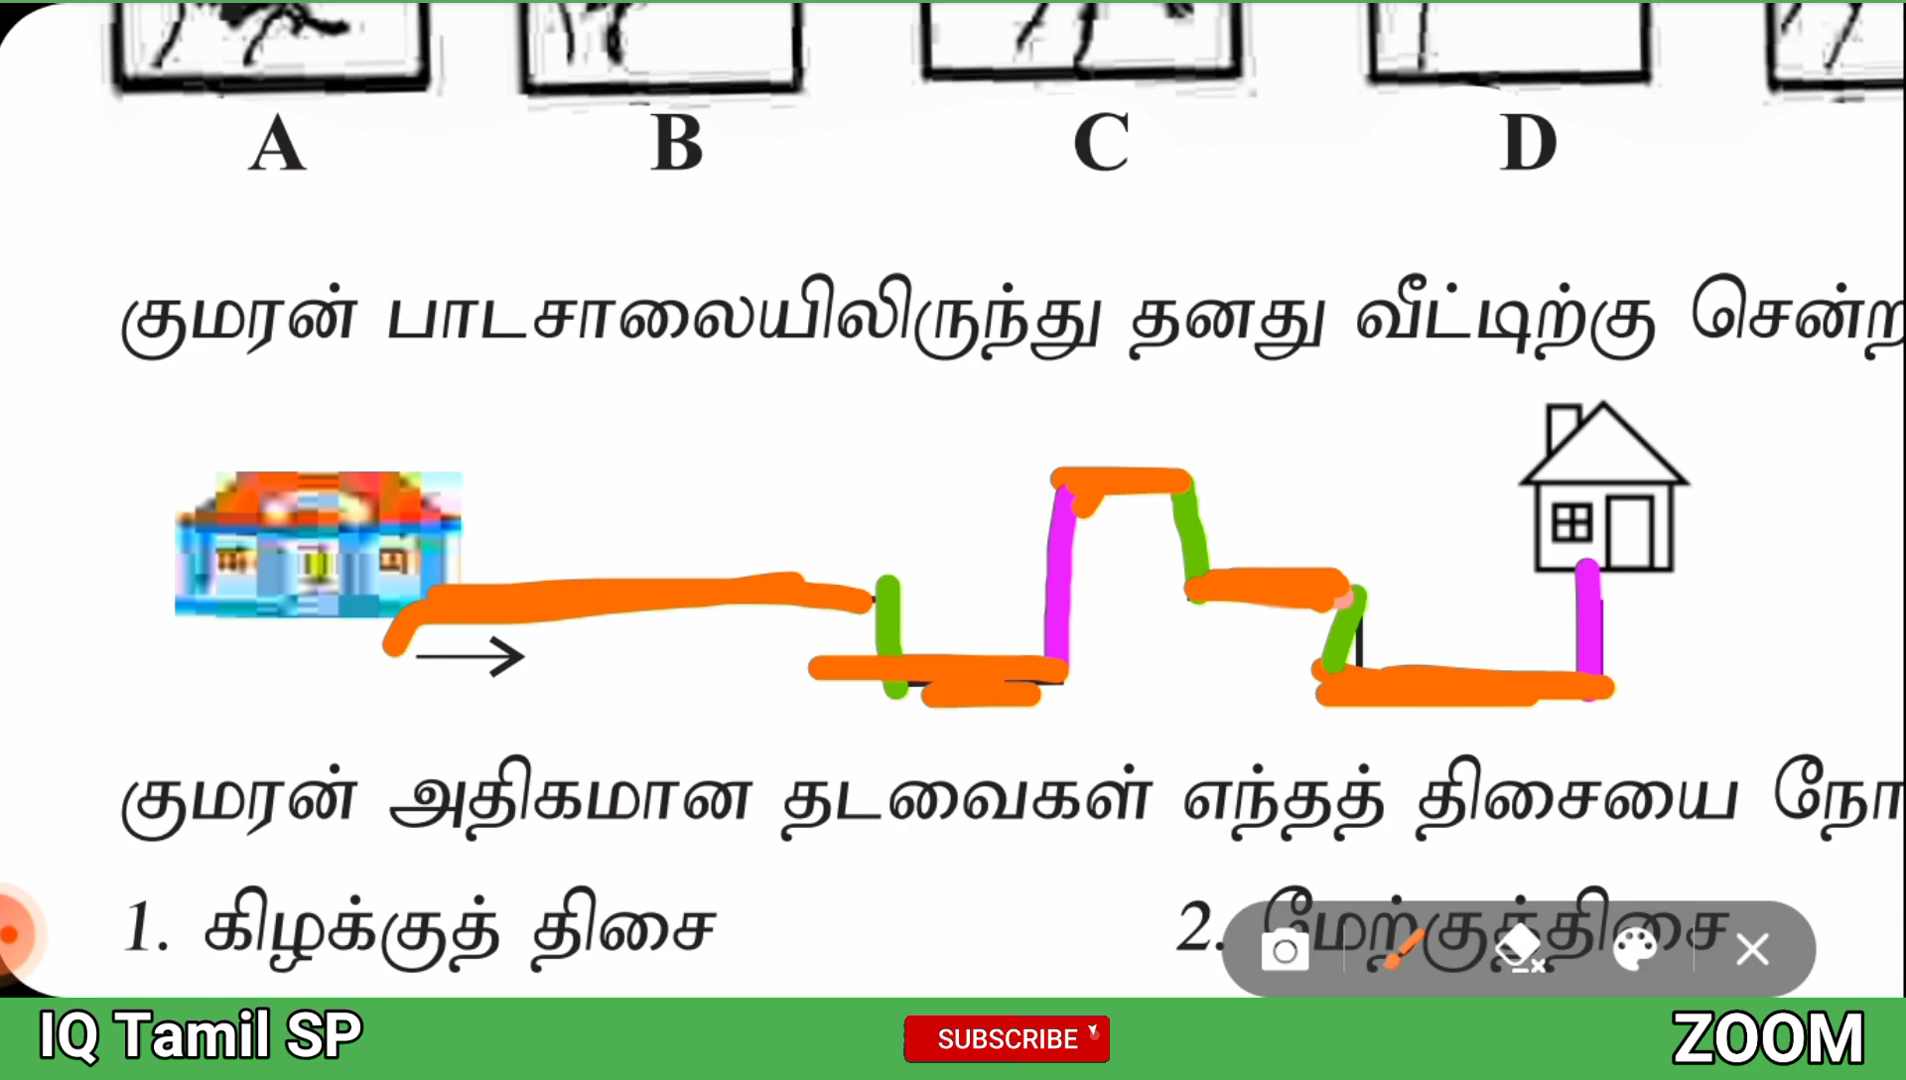 A B C D
குமரன் பாடசாலையிலிருந்து தனது வீட்டிற்கு சென்ற
குமரன் அதிகமான தடவைகள் எந்தத் திசையை நோ
1. கிழக்குத் திசை 2. மேற்குத்திசை
IQ Tamil SP SUBSCRIBE ZOOM